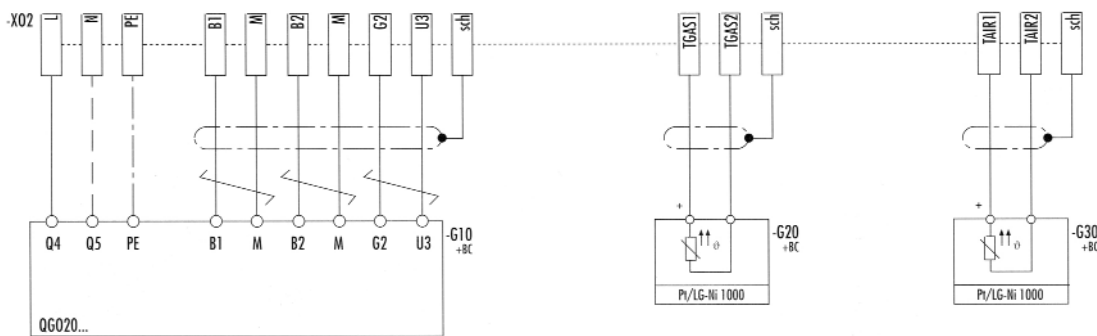 -X02 L N PE B1 M B2 M G2 U3 sch TGAS1 TGAS2 sch TAIR1 TAIR2 sch
+ +
Q4 Q5 PE B1 M B2 M G2 U3 -G10 -G20 -G30
+BC +BC +BC
ϑ ϑ
Pt/LG-Ni 1000 Pt/LG-Ni 1000
QGO20...